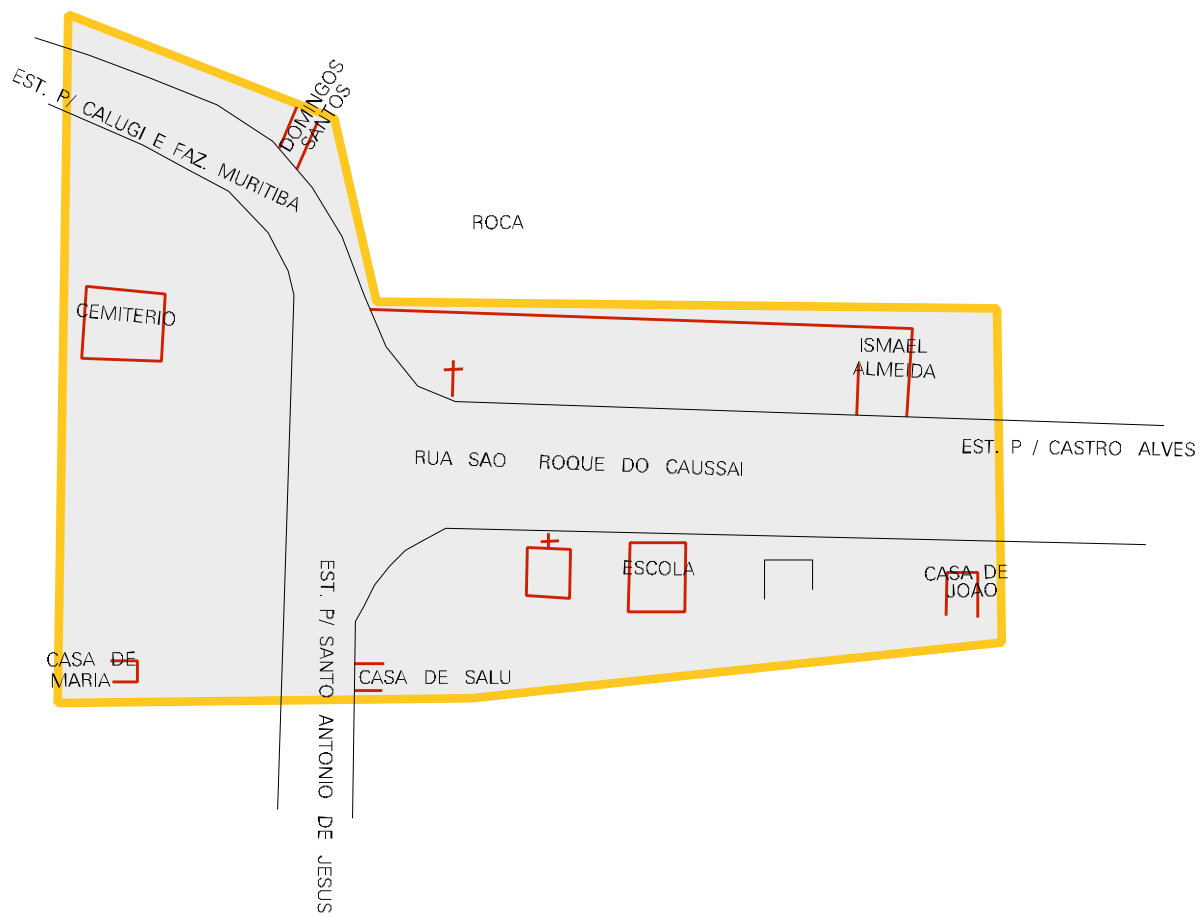 DOMINGOS
SANTOS
EST. P/ CALUGI E FAZ. MURITIBA
ROCA
CEMITERIO
ISMAEL
ALMEIDA
EST. P / CASTRO ALVES
RUA SAO ROQUE DO CAUSSAI
ESCOLA
CASA DE
JOAO
EST. P/ SANTO ANTONIO DE JESUS
CASA DE
MARIA
CASA DE SALU